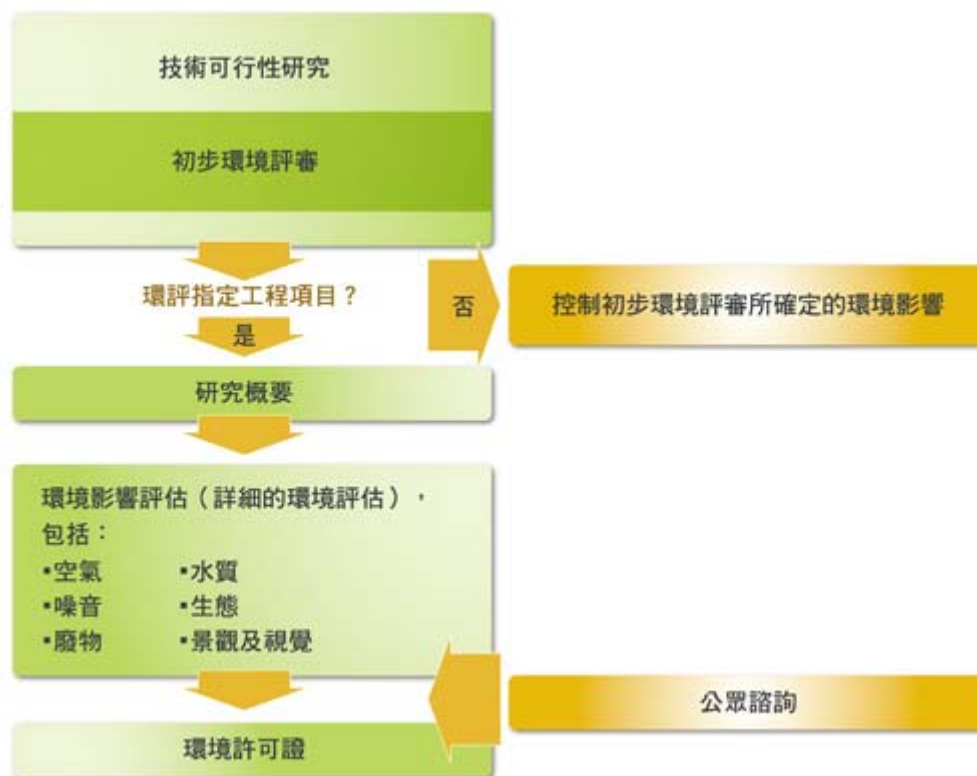 技術可行性研究
初步環境評審
環評指定工程項目？
否
控制初步環境評審所確定的環境影響
是
研究概要
環境影響評估（詳細的環境評估），
包括：
▪空氣 ▪水質
▪噪音 ▪生態
▪廢物 ▪景觀及視覺
公眾諮詢
環境許可證